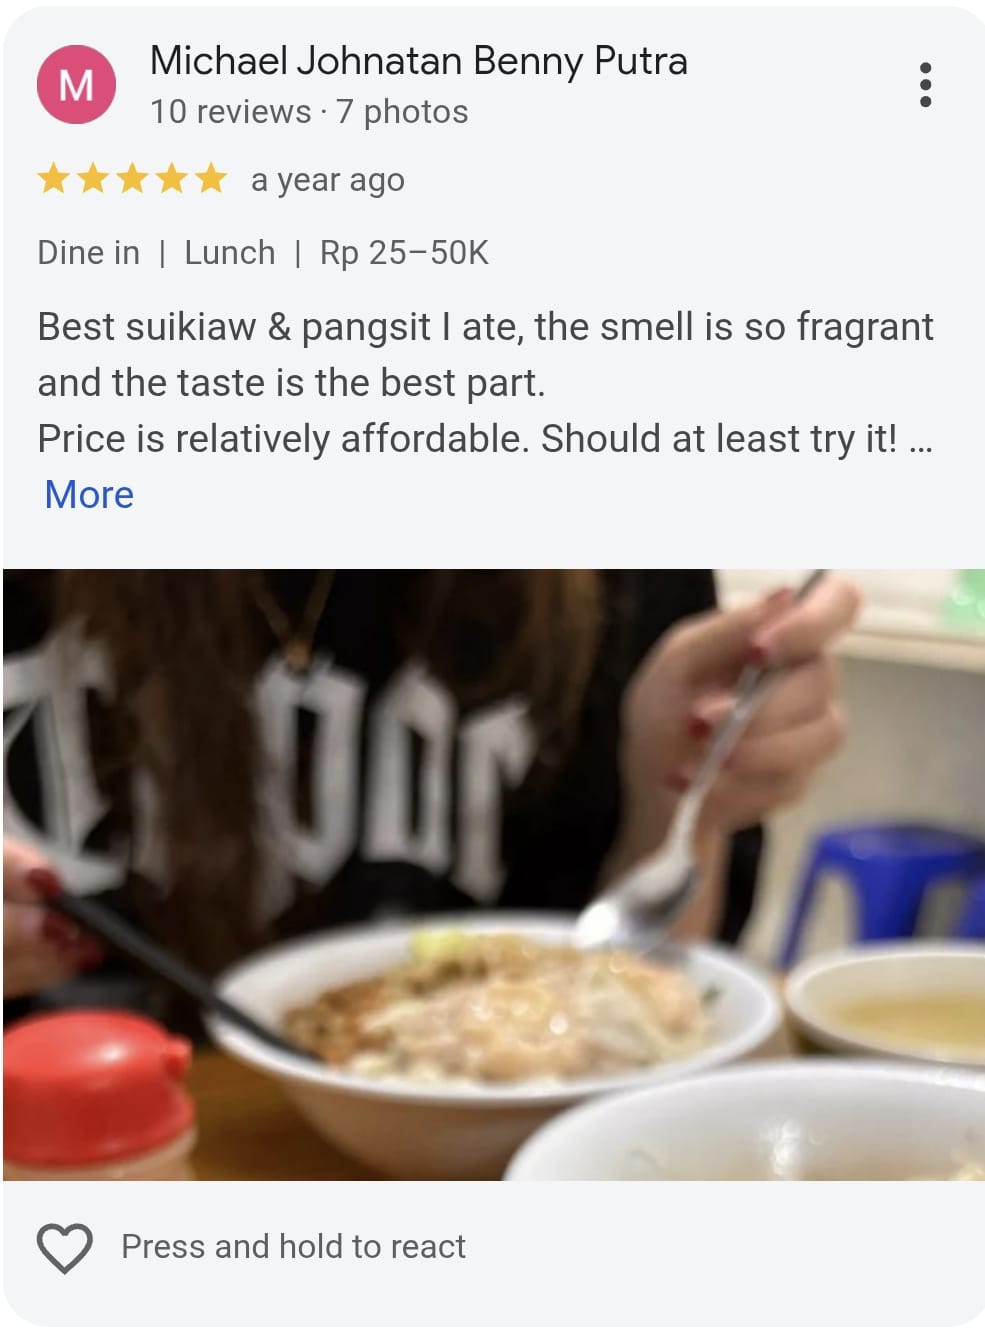 M
Michael Johnatan Benny Putra
10 reviews · 7 photos
a year ago
Dine in | Lunch | Rp 25–50K
Best suikiaw & pangsit I ate, the smell is so fragrant
and the taste is the best part.
Price is relatively affordable. Should at least try it! ...
More
Press and hold to react